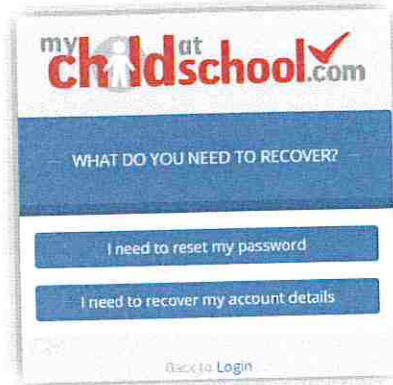 my child at school.com
WHAT DO YOU NEED TO RECOVER?
I need to reset my password
I need to recover my account details
Back to Login